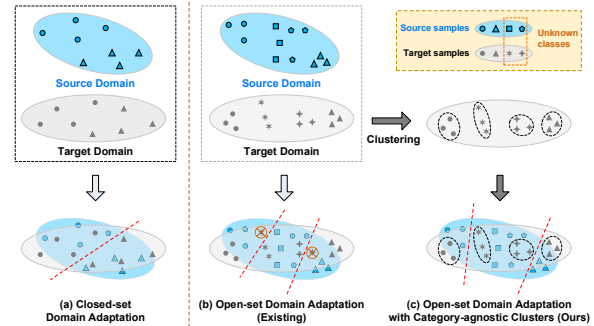 Source Domain
Target Domain
(a) Closed-set
Domain Adaptation
Source Domain
Target Domain
(b) Open-set Domain Adaptation
(Existing)
Source samples
Target samples
Unknown
classes
Clustering
(c) Open-set Domain Adaptation
with Category-agnostic Clusters (Ours)